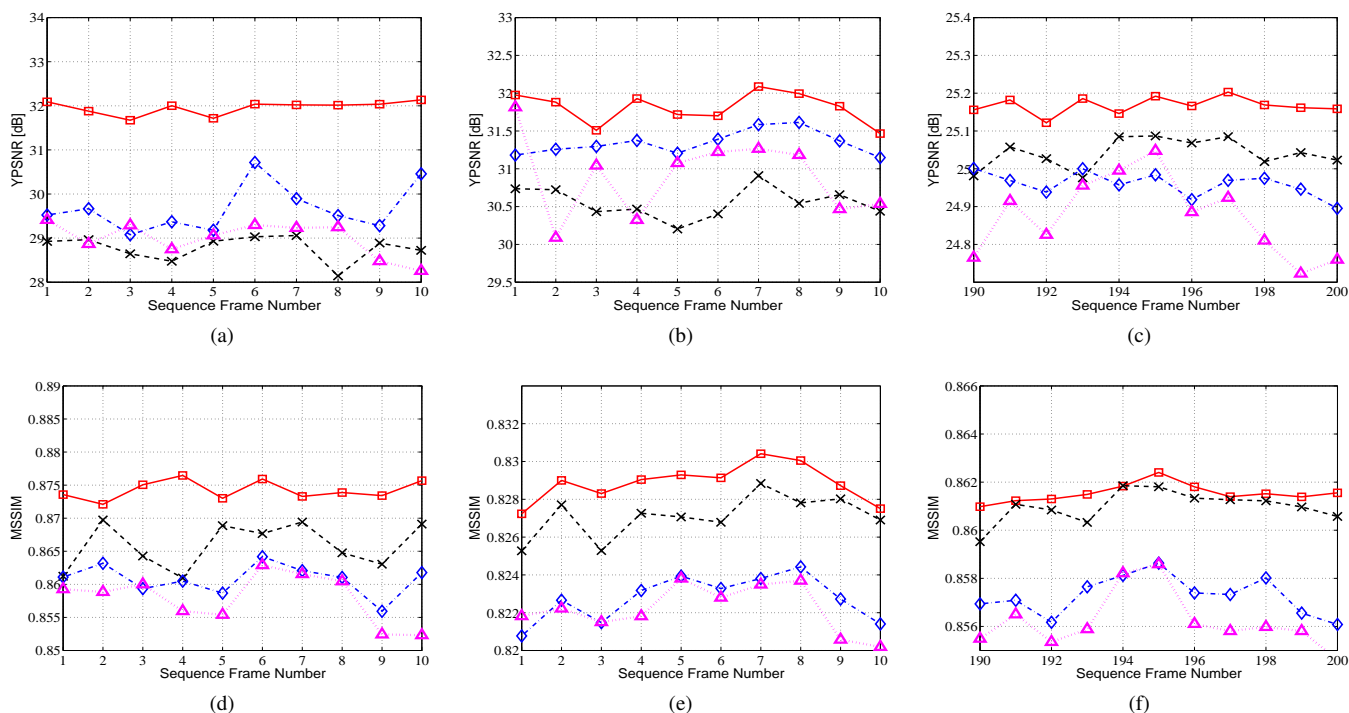 34
33
32
31
30
29
28
YPSNR [dB]
1 2 3 4 5 6 7 8 9 10
Sequence Frame Number
(a)
33
32.5
32
31.5
31
30.5
30
29.5
YPSNR [dB]
1 2 3 4 5 6 7 8 9 10
Sequence Frame Number
(b)
25.4
25.3
25.2
25.1
25
24.9
24.8
YPSNR [dB]
190 192 194 196 198 200
Sequence Frame Number
(c)
0.89
0.885
0.88
0.875
0.87
0.865
0.86
0.855
0.85
MSSIM
1 2 3 4 5 6 7 8 9 10
Sequence Frame Number
(d)
0.832
0.83
0.828
0.826
0.824
0.822
0.82
MSSIM
1 2 3 4 5 6 7 8 9 10
Sequence Frame Number
(e)
0.866
0.864
0.862
0.86
0.858
0.856
MSSIM
190 192 194 196 198 200
Sequence Frame Number
(f)